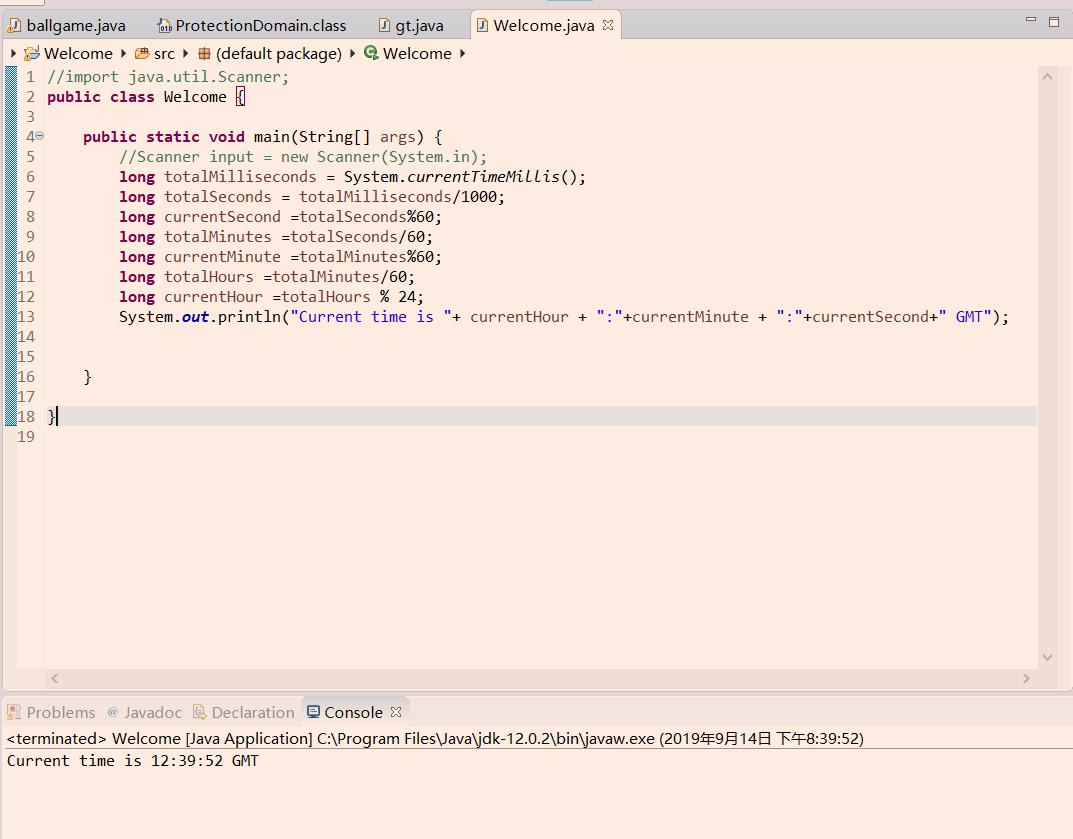 ballgame.java ProtectionDomain.class gt.java Welcome.java
Welcome src (default package) Welcome
1 //import java.util.Scanner;
2 public class Welcome {
3
4 public static void main(String[] args) {
5 //Scanner input = new Scanner(System.in);
6 long totalMilliseconds = System.currentTimeMillis();
7 long totalSeconds = totalMilliseconds/1000;
8 long currentSecond =totalSeconds%60;
9 long totalMinutes =totalSeconds/60;
10 long currentMinute =totalMinutes%60;
11 long totalHours =totalMinutes/60;
12 long currentHour =totalHours % 24;
13 System.out.println("Current time is "+ currentHour + ":"+currentMinute + ":"+currentSecond+" GMT");
14
15
16 }
17
18 }
19
Problems @ Javadoc Declaration Console
<terminated> Welcome [Java Application] C:\Program Files\Java\jdk-12.0.2\bin\javaw.exe (2019年9月14日 下午8:39:52)
Current time is 12:39:52 GMT